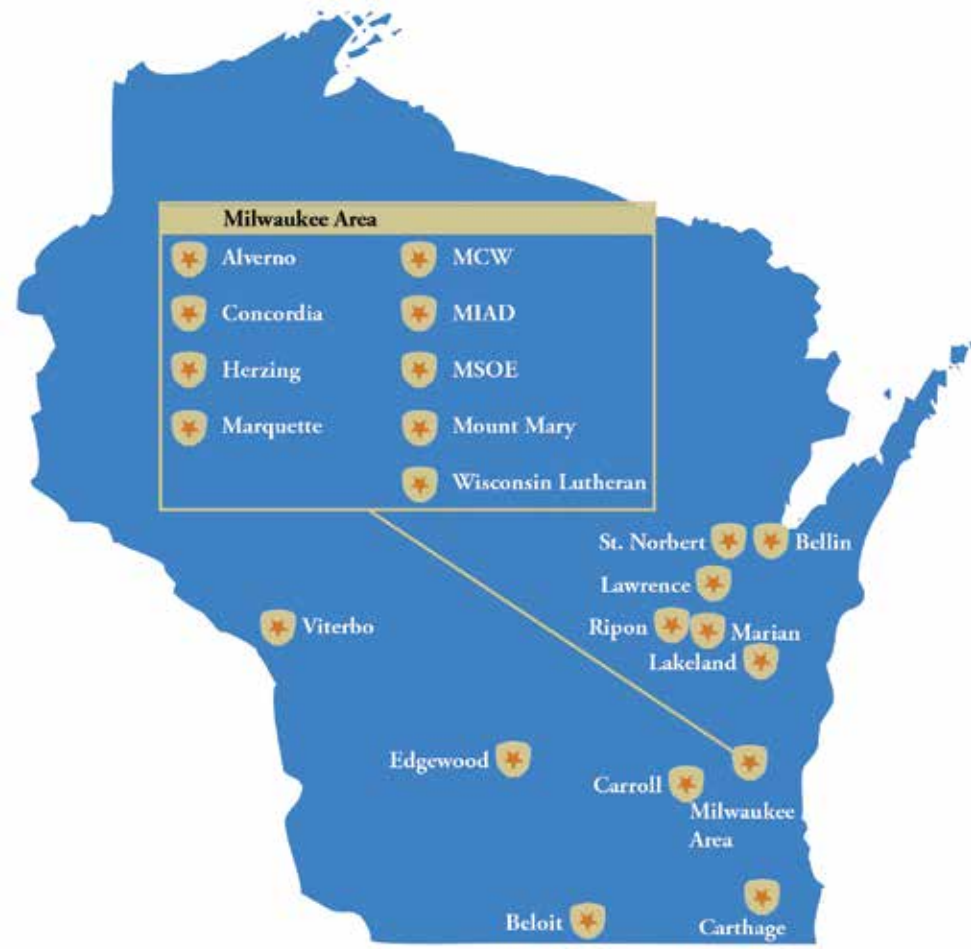 Milwaukee Area
Alverno
MCW
Concordia
MIAD
Herzing
MSOE
Marquette
Mount Mary
Wisconsin Lutheran
St. Norbert
Bellin
Lawrence
Ripon
Marian
Viterbo
Lakeland
Edgewood
Carroll
Milwaukee
Area
Beloit
Carthage